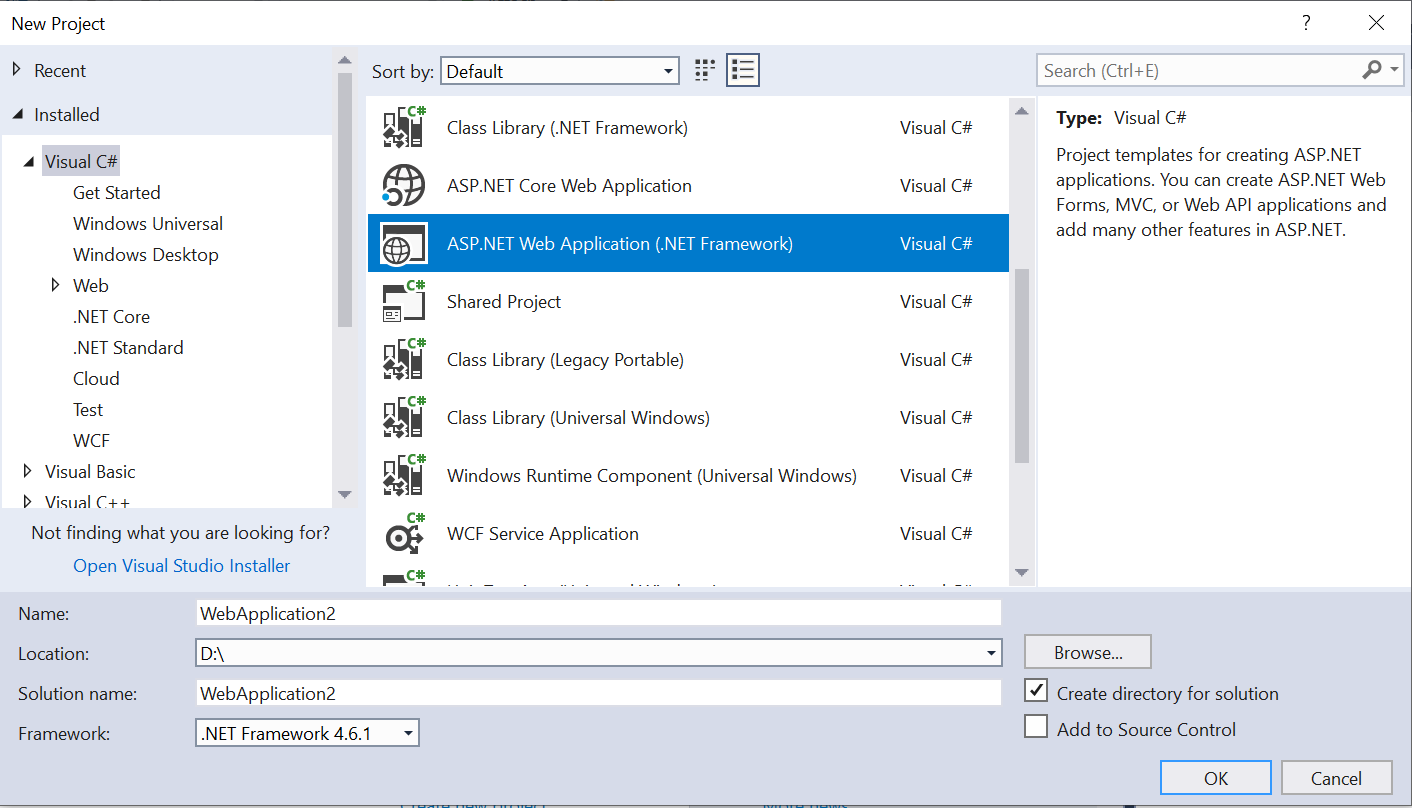 New Project
?
Recent
Installed
Visual C#
Get Started
Windows Universal
Windows Desktop
Web
.NET Core
.NET Standard
Cloud
Test
WCF
Visual Basic
Visual C++
Not finding what you are looking for?
Open Visual Studio Installer
Sort by: Default
Search (Ctrl+E)
C# Class Library (.NET Framework) Visual C#
ASP.NET Core Web Application Visual C#
ASP.NET Web Application (.NET Framework) Visual C#
C# Shared Project Visual C#
C# Class Library (Legacy Portable) Visual C#
C# Class Library (Universal Windows) Visual C#
C# Windows Runtime Component (Universal Windows) Visual C#
C# WCF Service Application Visual C#
C#
Type: Visual C#
Project templates for creating ASP.NET
applications. You can create ASP.NET Web
Forms, MVC, or Web API applications and
add many other features in ASP.NET.
Name: WebApplication2
Location: D:\
Browse...
Solution name: WebApplication2
Create directory for solution
Framework: .NET Framework 4.6.1
Add to Source Control
OK
Cancel